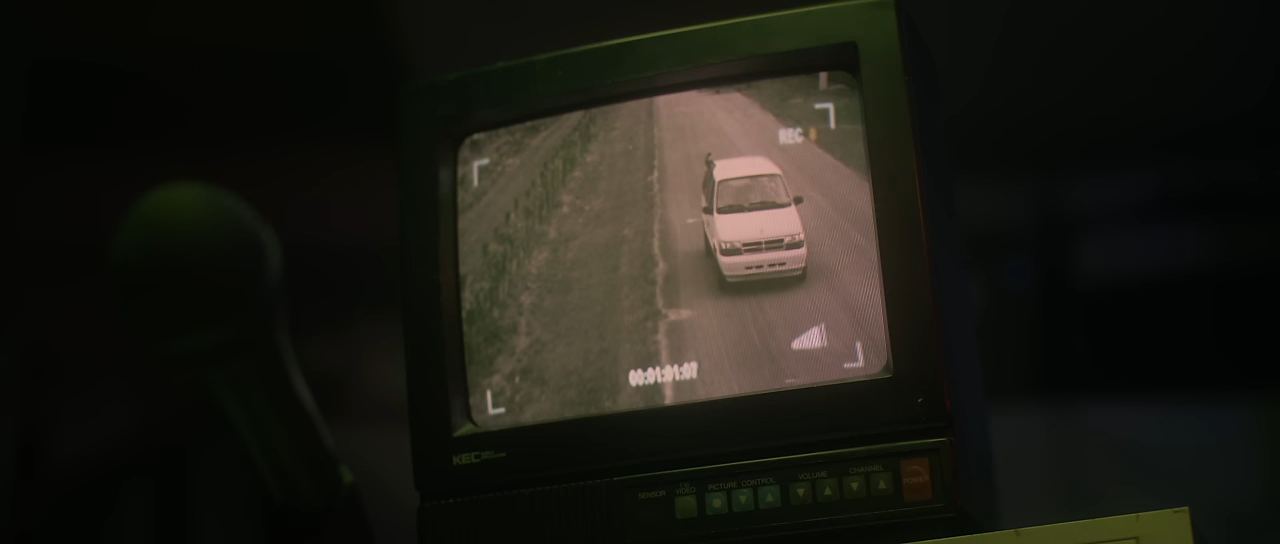 REC
00:01:01:07
KEC
SENSOR
VIDEO
PICTURE CONTROL
VOLUME
CHANNEL
POWER